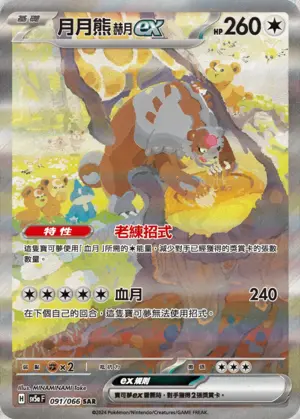 基礎
月月熊 赫月 ex HP 260
特性 老練招式
這隻寶可夢使用「血月」所需的能量,減少對手已經獲得的獎賞卡的張數
數量。
血月 240
在下個自己的回合,這隻寶可夢無法使用招式。
×2
ex規則
寶可夢ex昏厥時,對手獲得2張獎賞卡。
Illus. MINAMINAMI Take
H sv5a F 091/066 SAR
©2024 Pokémon/Nintendo/Creatures/GAME FREAK.